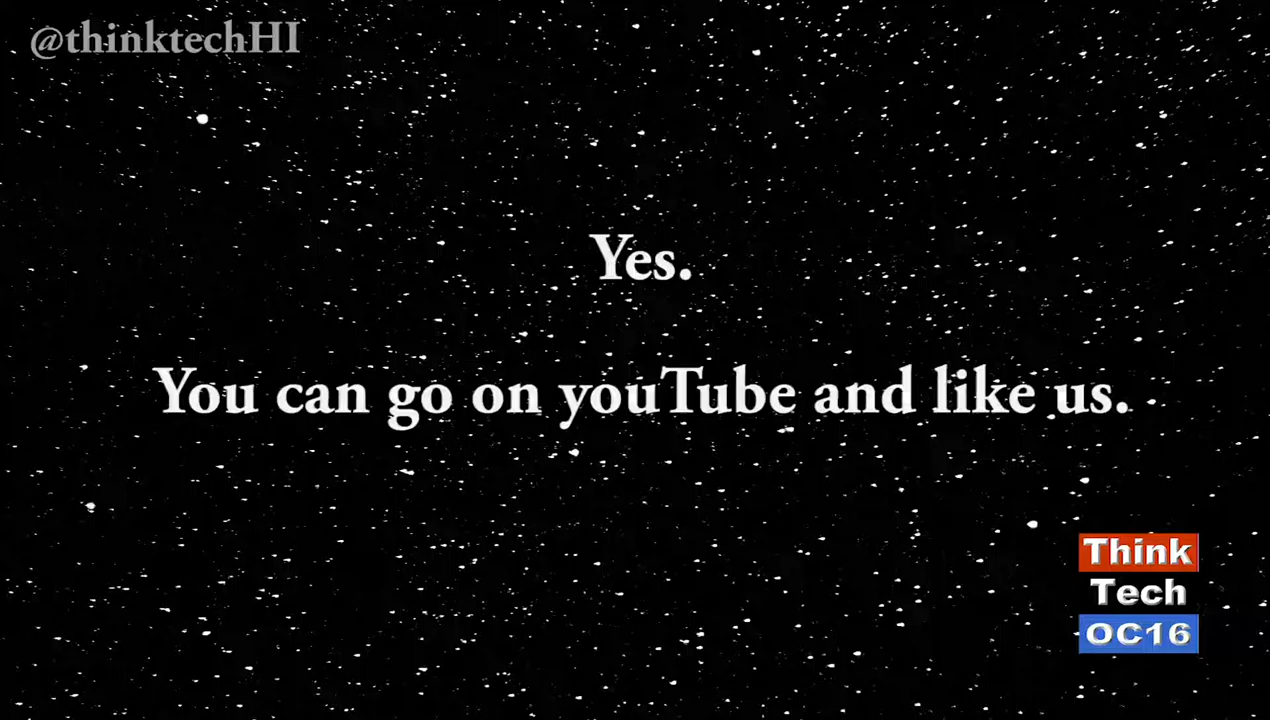 @thinktechHI
Yes.
You can go on youTube and like us.
Think
Tech
OC16